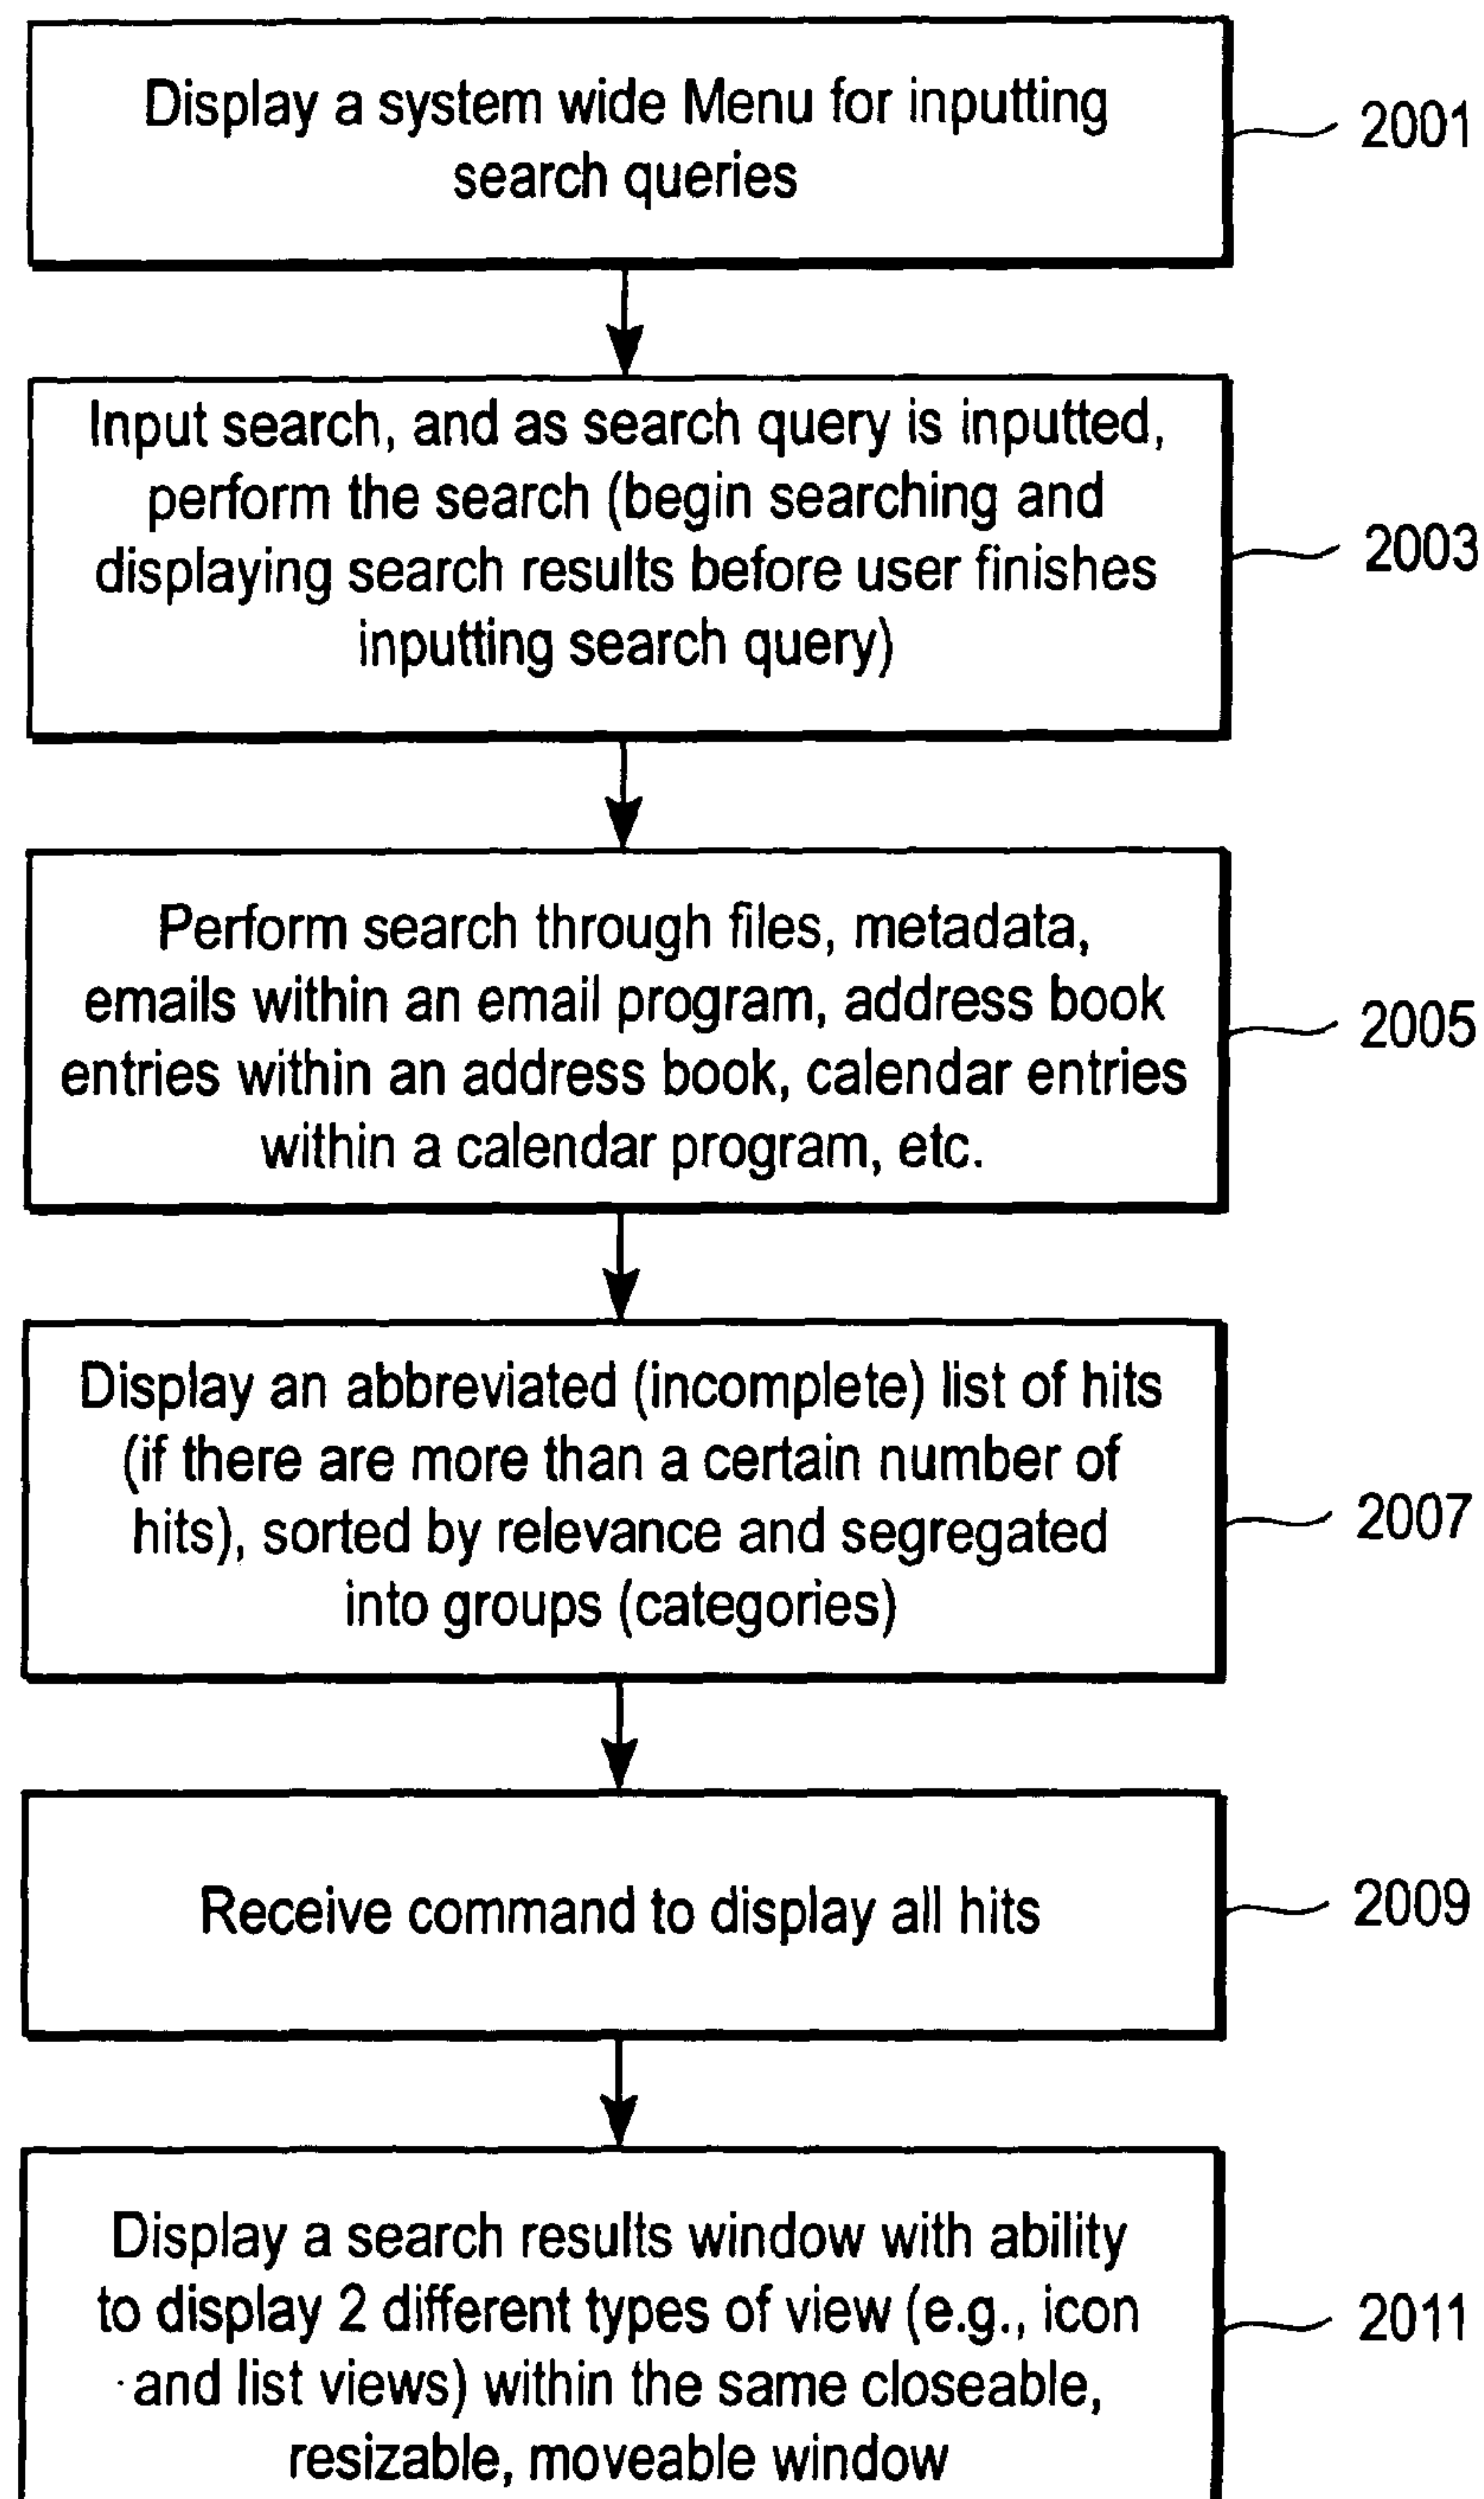 Display a system wide Menu for inputting
search queries
2001
Input search, and as search query is inputted,
perform the search (begin searching and
displaying search results before user finishes
inputting search query)
2003
Perform search through files, metadata,
emails within an email program, address book
entries within an address book, calendar entries
within a calendar program, etc.
2005
Display an abbreviated (incomplete) list of hits
(if there are more than a certain number of
hits), sorted by relevance and segregated
into groups (categories)
2007
Receive command to display all hits
2009
Display a search results window with ability
to display 2 different types of view (e.g., icon
and list views) within the same closeable,
resizable, moveable window
2011